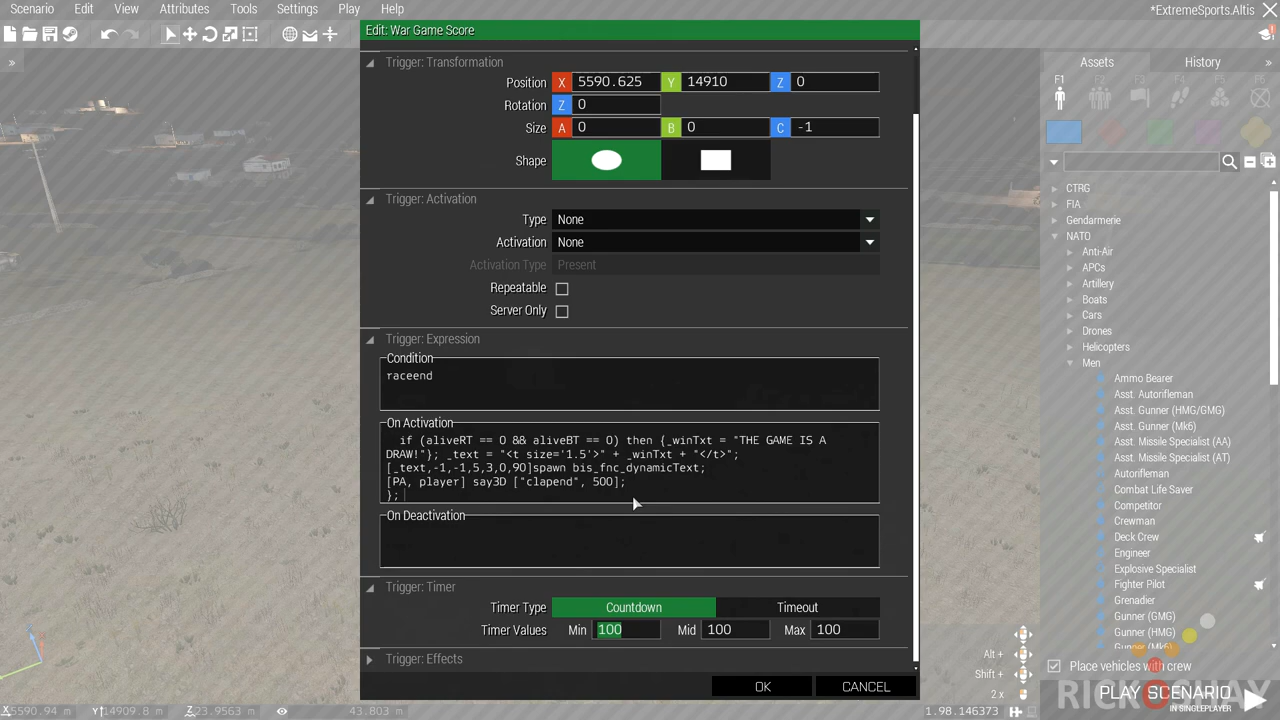 Scenario Edit View Attributes Tools Settings Play Help *ExtremeSports.Altis
Edit: War Game Score
Trigger: Transformation
Position X 5590.625 Y 14910 Z 0
Rotation Z 0
Size A 0 B 0 C -1
Shape
Trigger: Activation
Type None
Activation None
Activation Type Present
Repeatable
Server Only
Trigger: Expression
Condition
raceend
On Activation
if (aliveRT == 0 && aliveBT == 0) then {_winTxt = "THE GAME IS A
DRAW!"}; _text = "<t size='1.5'>" + _winTxt + "</t>";
[_text,-1,-1,5,3,0,90]spawn bis_fnc_dynamicText;
[PA, player] say3D ["clapend", 500];
};
On Deactivation
Trigger: Timer
Timer Type Countdown Timeout
Timer Values Min 100 Mid 100 Max 100
Trigger: Effects
OK CANCEL
Assets History
F1 F2 F3 F4 F5 F6
CTRG
FIA
Gendarmerie
NATO
Anti-Air
APCs
Artillery
Boats
Cars
Drones
Helicopters
Men
Ammo Bearer
Asst. Autorifleman
Asst. Gunner (HMG/GMG)
Asst. Gunner (Mk6)
Asst. Missile Specialist (AA)
Asst. Missile Specialist (AT)
Autorifleman
Combat Life Saver
Competitor
Crewman
Deck Crew
Engineer
Explosive Specialist
Fighter Pilot
Grenadier
Gunner (GMG)
Gunner (HMG)
Gunner (Mk6)
Alt +
Shift +
2 x
Place vehicles with crew
PLAY SCENARIO
IN SINGLEPLAYER
X 5590.94 m Y 14909.8 m Z 23.9563 m 43.803 m 1.98.146373